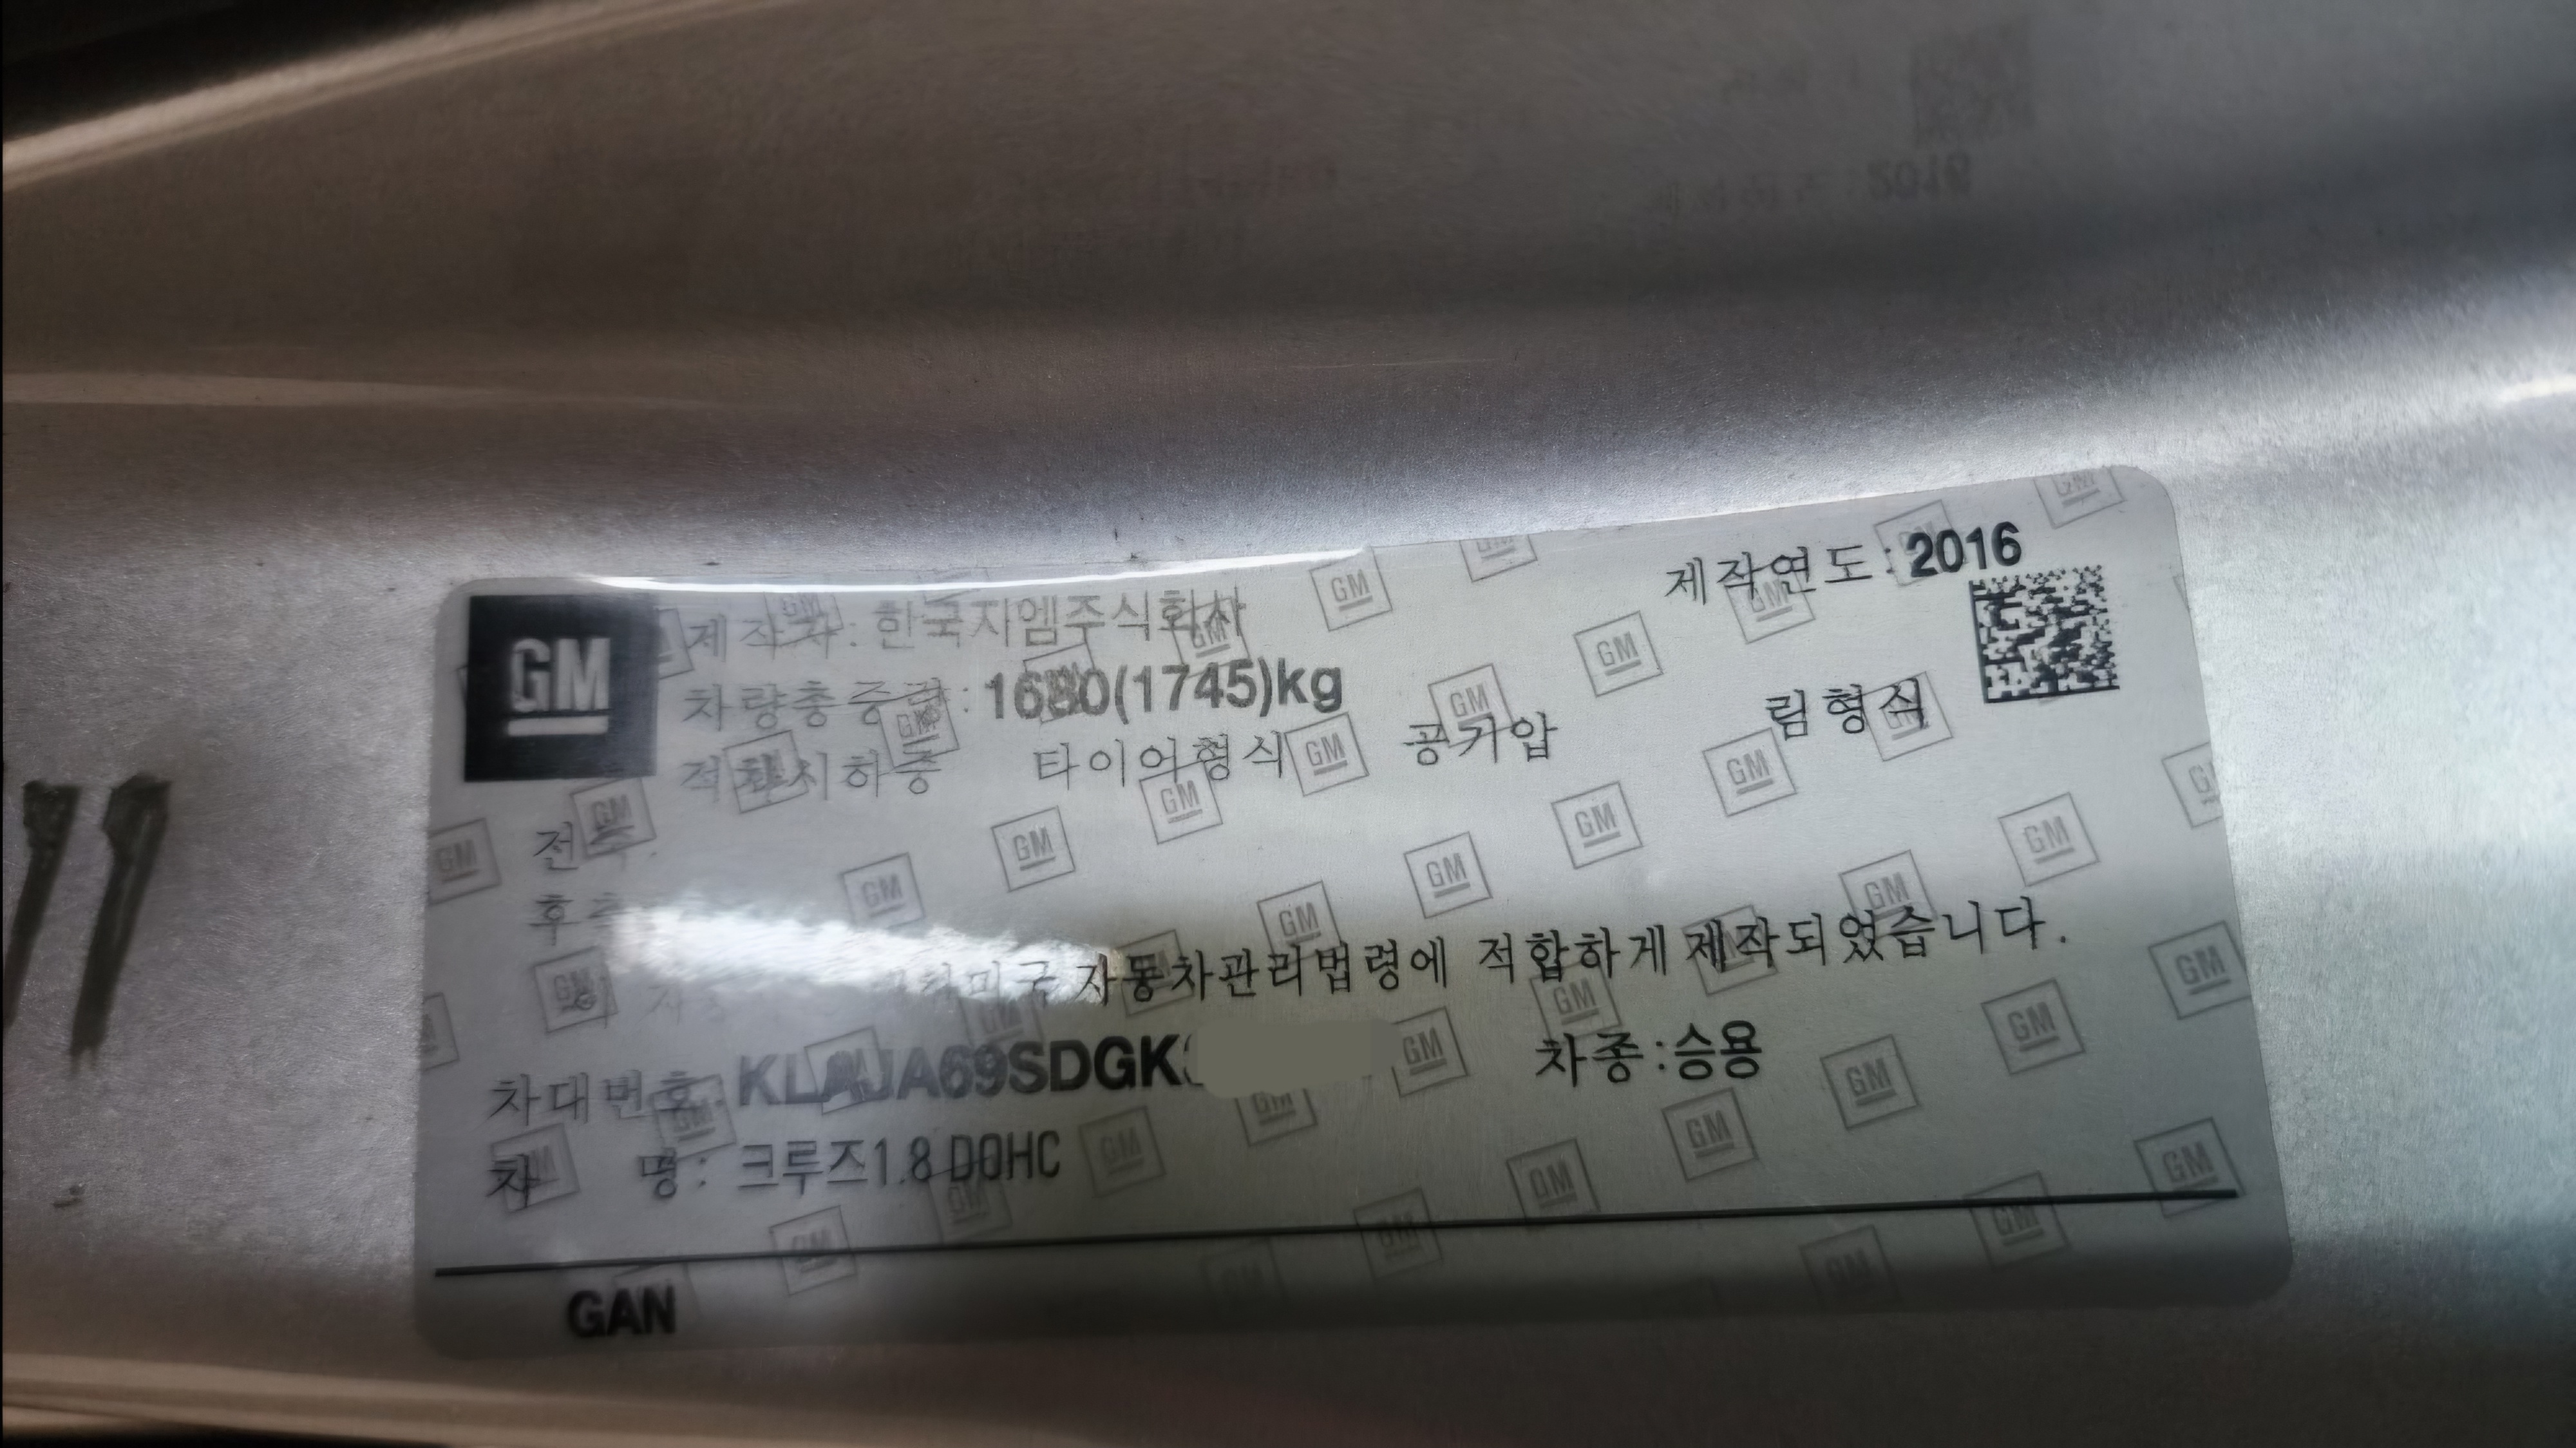 GM
제작자: 한국지엠주식회사
제작연도: 2016
차량총중량: 1680(1745)kg
적차시하중 타이어형식 공기압 림형식
전축
후축
자동차관리법령에 적합하게 제작되었습니다.
차대번호: KLAJA69SDGK 차종:승용
차 명: 크루즈1.8 DOHC
GAN